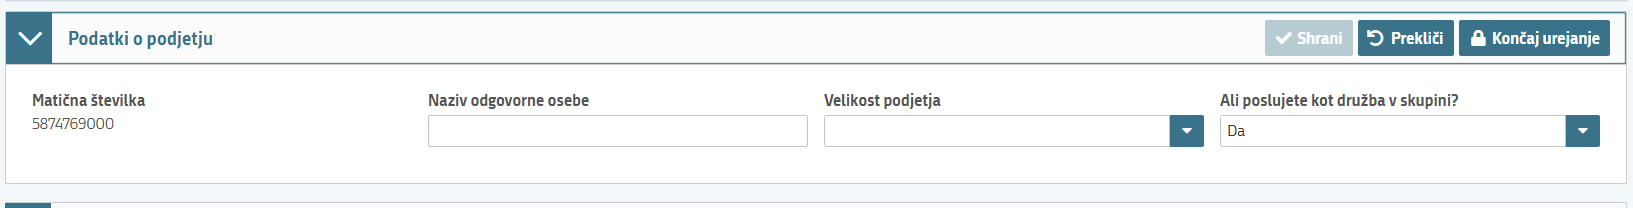 Podatki o podjetju
Shrani
Prekliči
Končaj urejanje
Matična številka
5874769000
Naziv odgovorne osebe
Velikost podjetja
Ali poslujete kot družba v skupini?
Da